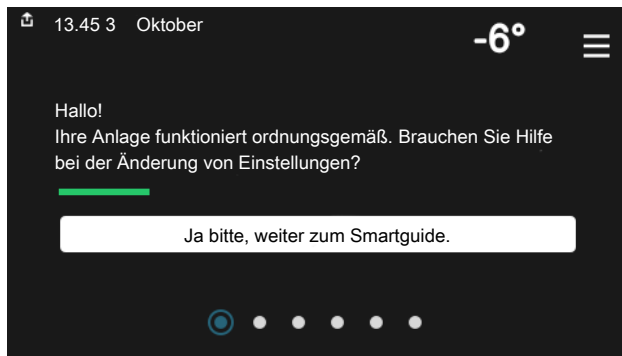 13.45 3 Oktober
-6°
Hallo!
Ihre Anlage funktioniert ordnungsgemäß. Brauchen Sie Hilfe
bei der Änderung von Einstellungen?
Ja bitte, weiter zum Smartguide.